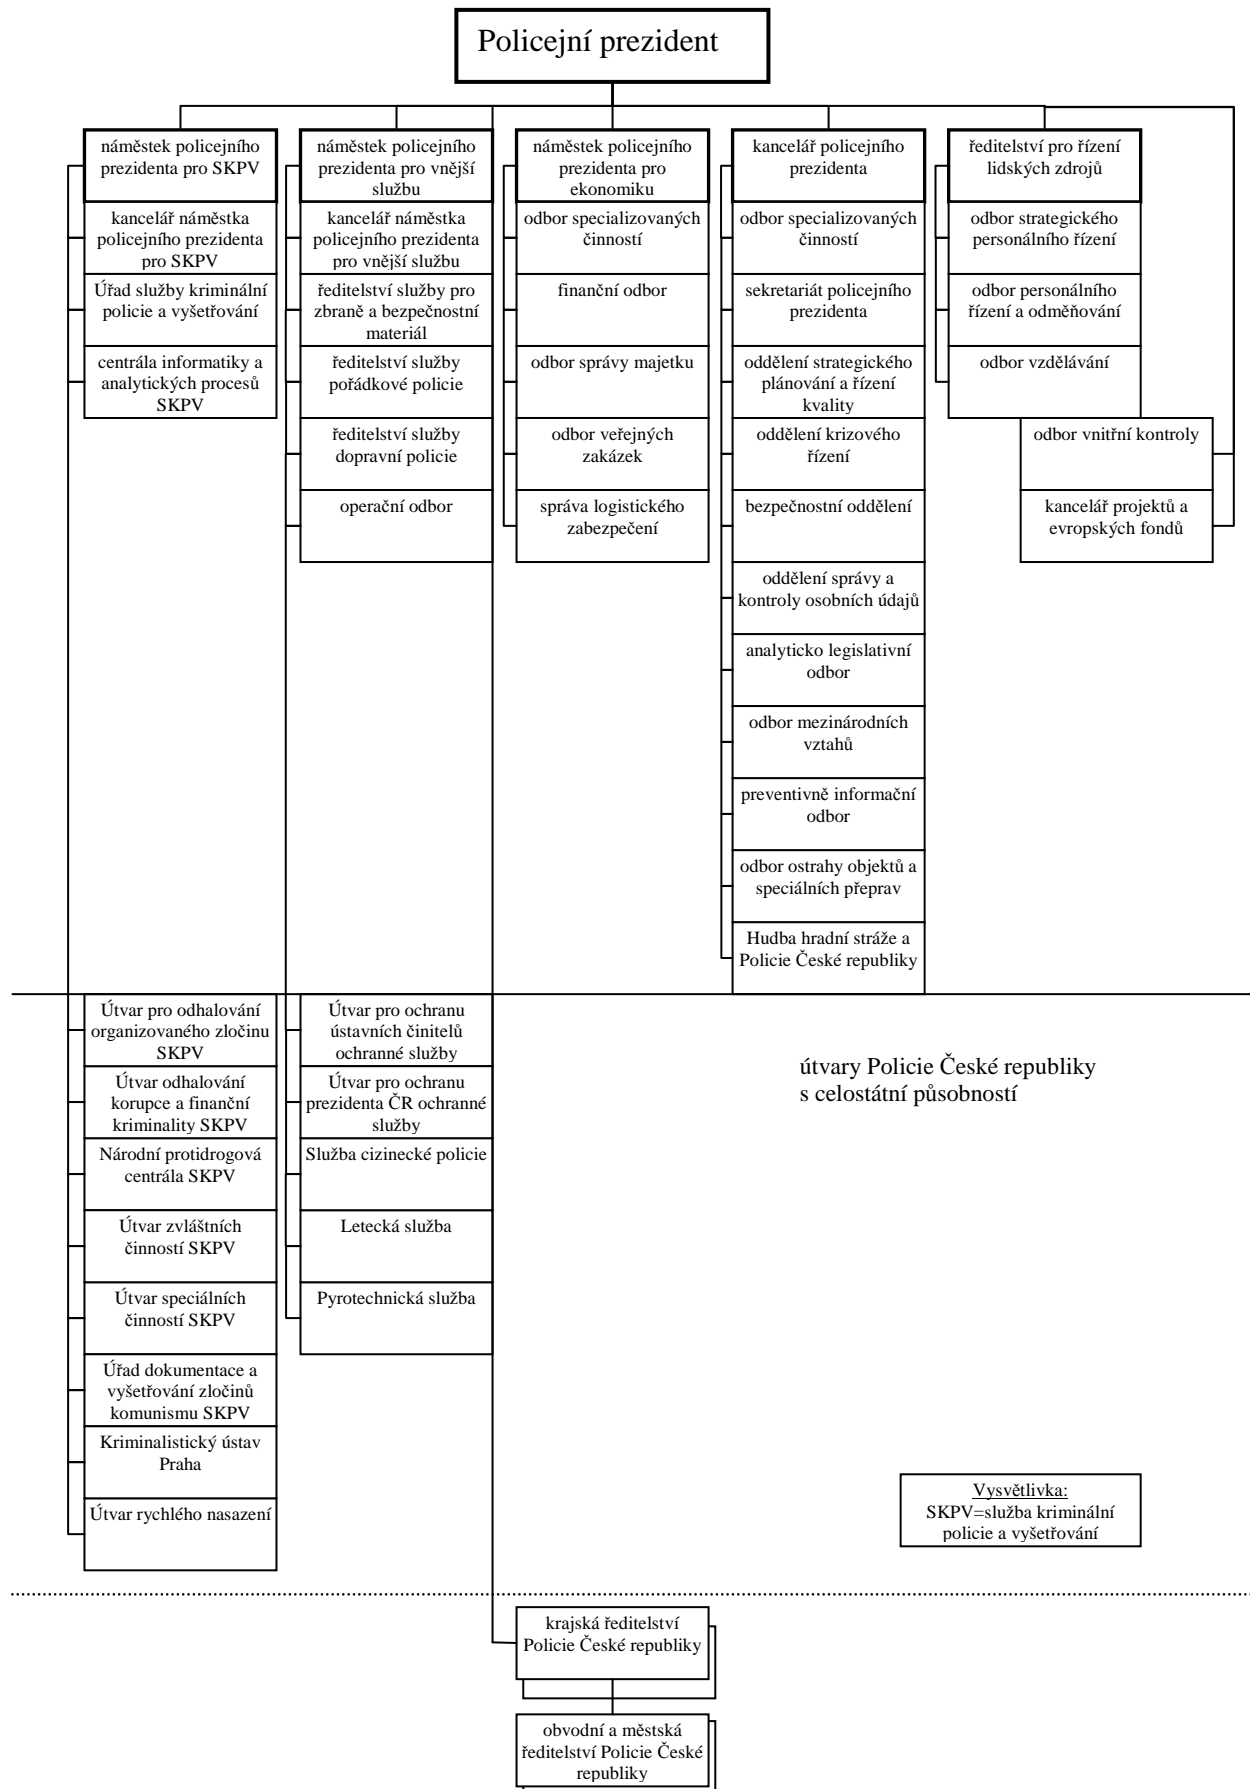 Policejní prezident
náměstek policejního
prezidenta pro SKPV
kancelář náměstka
policejního prezidenta
pro SKPV
Úřad služby kriminální
policie a vyšetřování
centrála informatiky a
analytických procesů
SKPV
náměstek policejního
prezidenta pro vnější
službu
kancelář náměstka
policejního prezidenta
pro vnější službu
ředitelství služby pro
zbraně a bezpečnostní
materiál
ředitelství služby
pořádkové policie
ředitelství služby
dopravní policie
operační odbor
náměstek policejního
prezidenta pro
ekonomiku
odbor specializovaných
činností
finanční odbor
odbor správy majetku
odbor veřejných
zakázek
správa logistického
zabezpečení
kancelář policejního
prezidenta
odbor specializovaných
činností
sekretariát policejního
prezidenta
oddělení strategického
plánování a řízení
kvality
oddělení krizového
řízení
bezpečnostní oddělení
oddělení správy a
kontroly osobních údajů
analyticko legislativní
odbor
odbor mezinárodních
vztahů
preventivně informační
odbor
odbor ostrahy objektů a
speciálních přeprav
Hudba hradní stráže a
Policie České republiky
ředitelství pro řízení
lidských zdrojů
odbor strategického
personálního řízení
odbor personálního
řízení a odměňování
odbor vzdělávání
odbor vnitřní kontroly
kancelář projektů a
evropských fondů
Útvar pro odhalování
organizovaného zločinu
SKPV
Útvar odhalování
korupce a finanční
kriminality SKPV
Národní protidrogová
centrála SKPV
Útvar zvláštních
činností SKPV
Útvar speciálních
činností SKPV
Úřad dokumentace a
vyšetřování zločinů
komunismu SKPV
Kriminalistický ústav
Praha
Útvar rychlého nasazení
Útvar pro ochranu
ústavních činitelů
ochranné služby
Útvar pro ochranu
prezidenta ČR ochranné
služby
Služba cizinecké policie
Letecká služba
Pyrotechnická služba
útvary Policie České republiky
s celostátní působností
Vysvětlivka:
SKPV=služba kriminální
policie a vyšetřování
krajská ředitelství
Policie České republiky
obvodní a městská
ředitelství Policie České
republiky